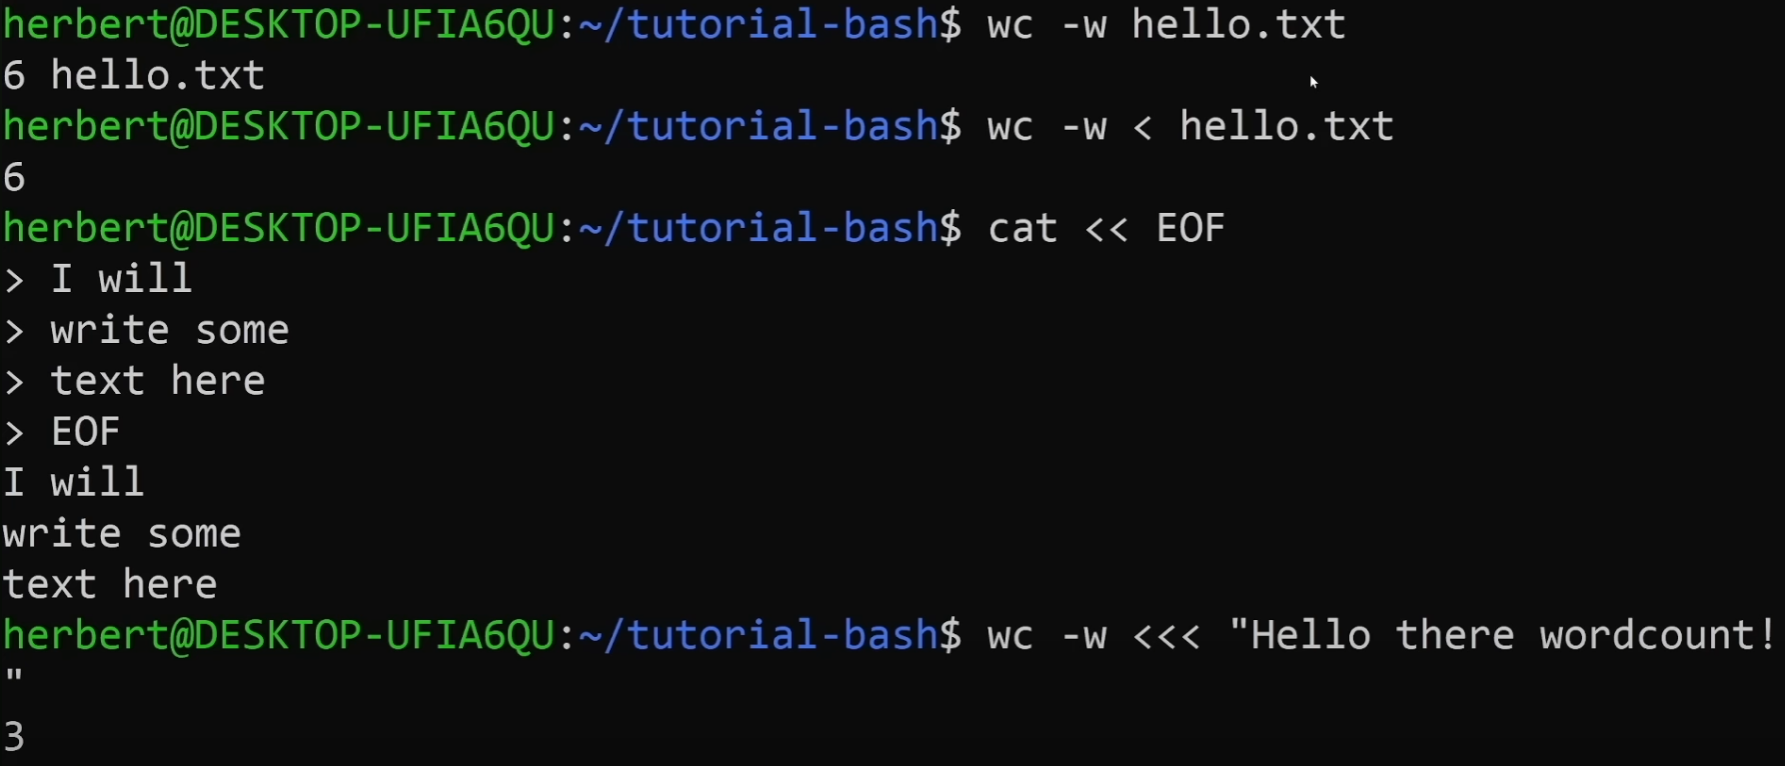 herbert@DESKTOP-UFIA6QU:~/tutorial-bash$ wc -w hello.txt
6 hello.txt
herbert@DESKTOP-UFIA6QU:~/tutorial-bash$ wc -w < hello.txt
6
herbert@DESKTOP-UFIA6QU:~/tutorial-bash$ cat << EOF
> I will
> write some
> text here
> EOF
I will
write some
text here
herbert@DESKTOP-UFIA6QU:~/tutorial-bash$ wc -w <<< "Hello there wordcount!
"
3